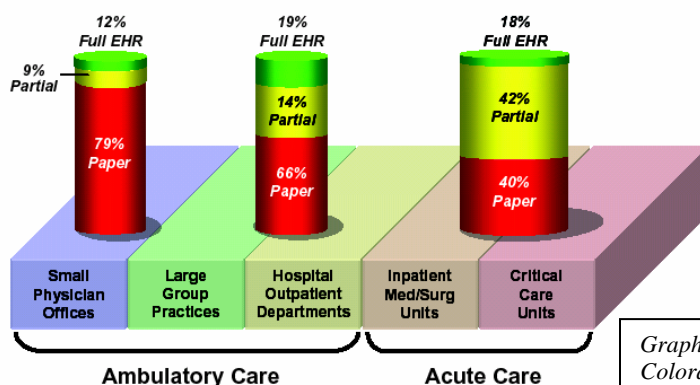 12%
Full EHR
9%
Partial
79%
Paper
19%
Full EHR
14%
Partial
66%
Paper
18%
Full EHR
42%
Partial
40%
Paper
Small
Physician
Offices
Large
Group
Practices
Hospital
Outpatient
Departments
Inpatient
Med/Surg
Units
Critical
Care
Units
Ambulatory Care
Acute Care
Graph
Colora